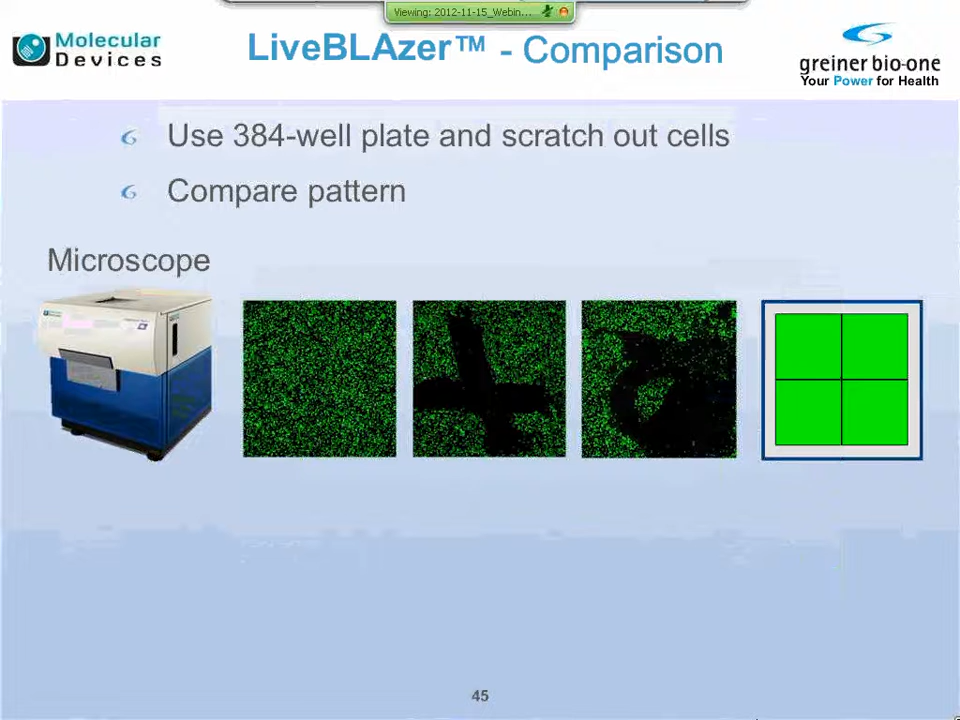 Viewing: 2012-11-15_Webin...
Molecular
Devices
LiveBLAzer™ - Comparison
greiner bio-one
Your Power for Health
Use 384-well plate and scratch out cells
Compare pattern
Microscope
45